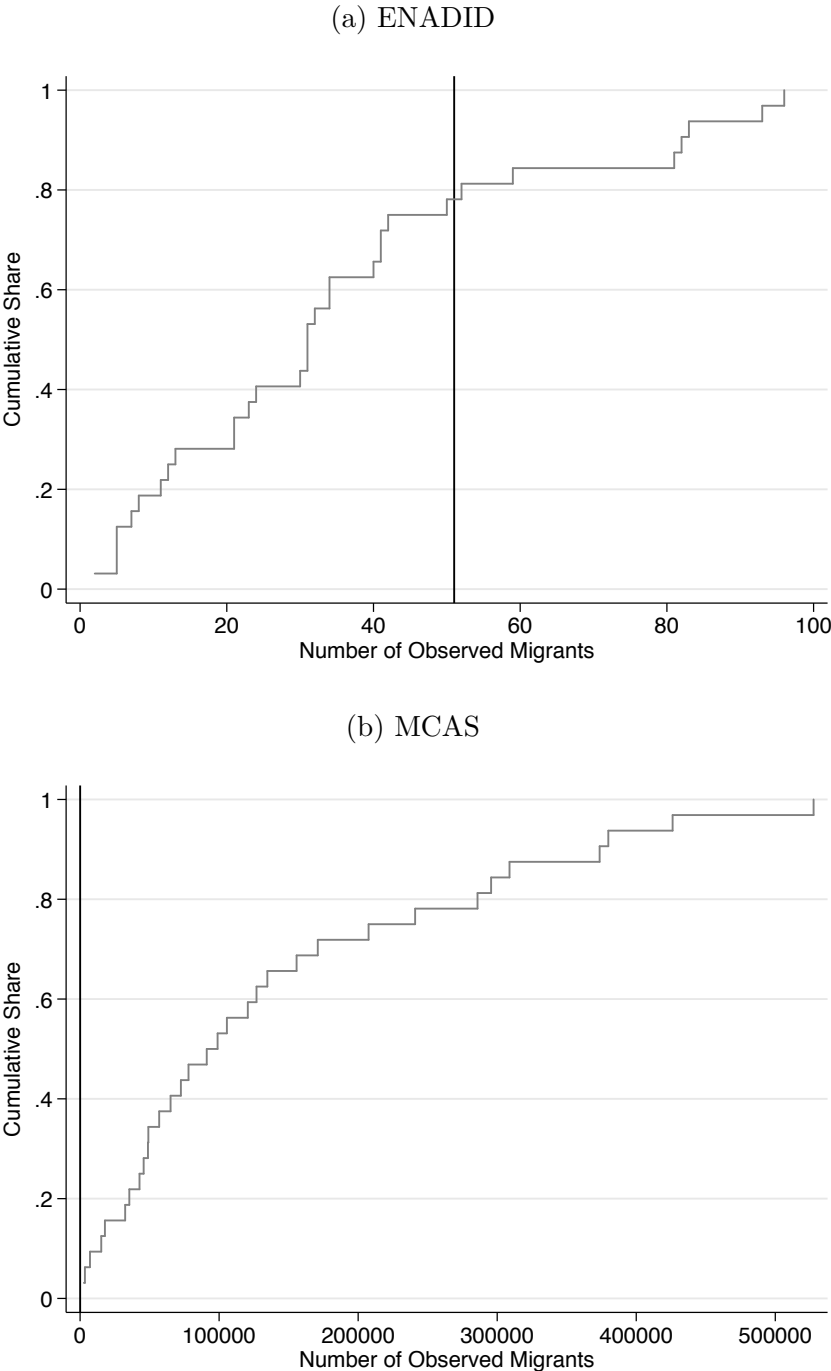 (a) ENADID
1
.8
.6
.4
.2
0
Cumulative Share
0 20 40 60 80 100
Number of Observed Migrants
(b) MCAS
1
.8
.6
.4
.2
0
Cumulative Share
0 100000 200000 300000 400000 500000
Number of Observed Migrants